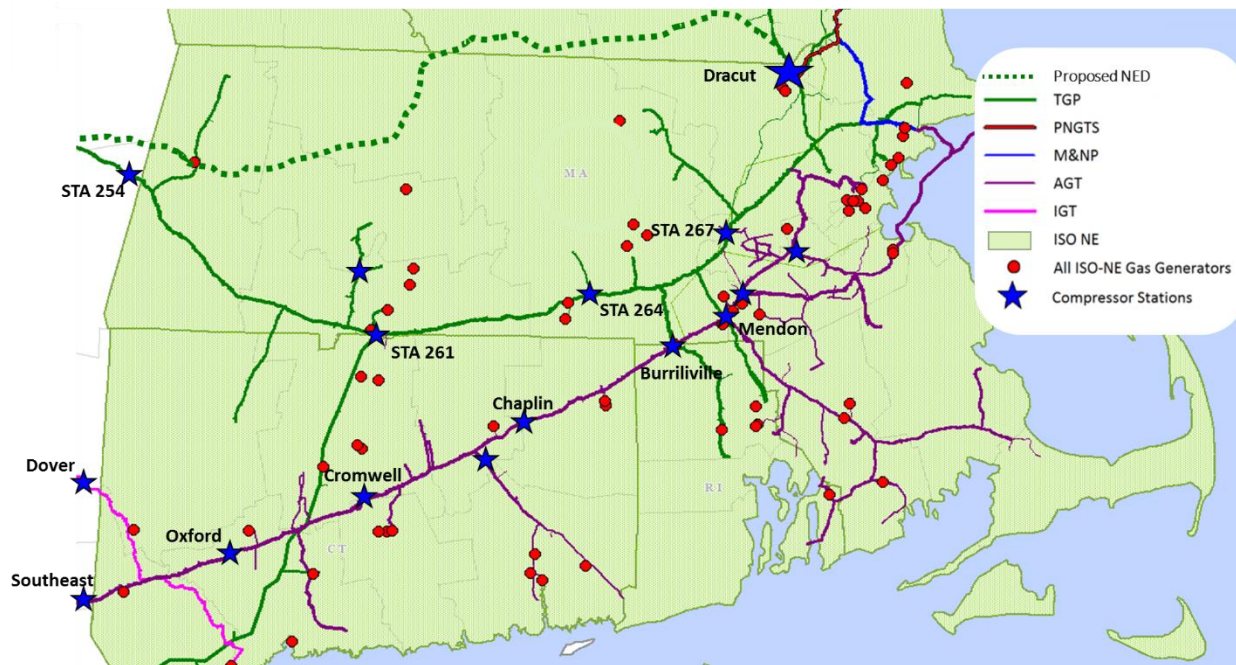 Dracut
Proposed NED
TGP
PNGTS
M&NP
AGT
IGT
ISO NE
All ISO-NE Gas Generators
Compressor Stations
MA
STA 254
STA 267
STA 264
Mendon
STA 261
Burriliville
Chaplin
Dover
Cromwell
RI
Oxford
CT
Southeast